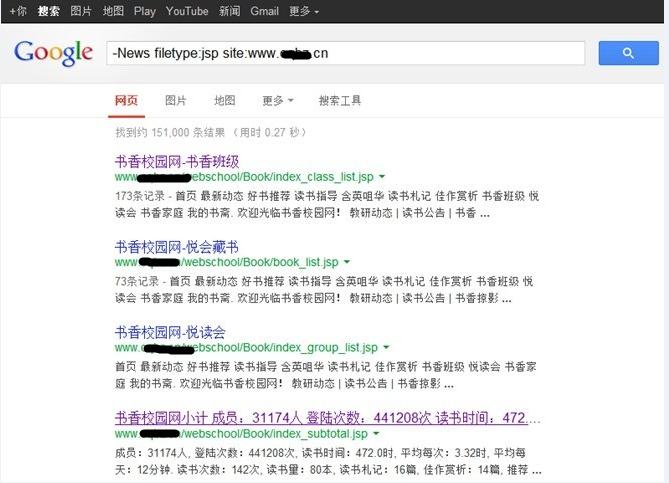 +你 搜索 图片 地图 Play YouTube 新闻 Gmail 更多
Google -News filetype:jsp site:www. .cn
网页 图片 地图 更多 搜索工具
找到约 151,000 条结果 (用时 0.27 秒)
书香校园网-书香班级
www. /webschool/Book/index_class_list.jsp
173条记录 - 首页 最新动态 好书推荐 读书指导 含英咀华 读书札记 佳作赏析 书香班级 悦
读会 书香家庭 我的书斋. 欢迎光临书香校园网! 教研动态 | 读书公告 | 书香 ...
书香校园网-悦会藏书
www. /webschool/Book/book_list.jsp
73条记录 - 首页 最新动态 好书推荐 读书指导 含英咀华 读书札记 佳作赏析 书香班级 悦
读会 书香家庭 我的书斋. 欢迎光临书香校园网! 教研动态 | 读书公告 | 书香掠影 ...
书香校园网-悦读会
www. /webschool/Book/index_group_list.jsp
首页 最新动态 好书推荐 读书指导 含英咀华 读书札记 佳作赏析 书香班级 悦读会 书香家
庭 我的书斋. 欢迎光临书香校园网! 教研动态 | 读书公告 | 书香掠影 ...
书香校园网小计 成员：31174人 登陆次数：441208次 读书时间：472....
www. /webschool/Book/index_subtotal.jsp
成员：31174人, 登陆次数：441208次, 读书时间：472.0时, 平均每次：3.32时, 平均每
天：12分钟. 读书次数：142次, 读书量：80本, 读书札记：16篇, 佳作赏析：14篇, 推荐 ...